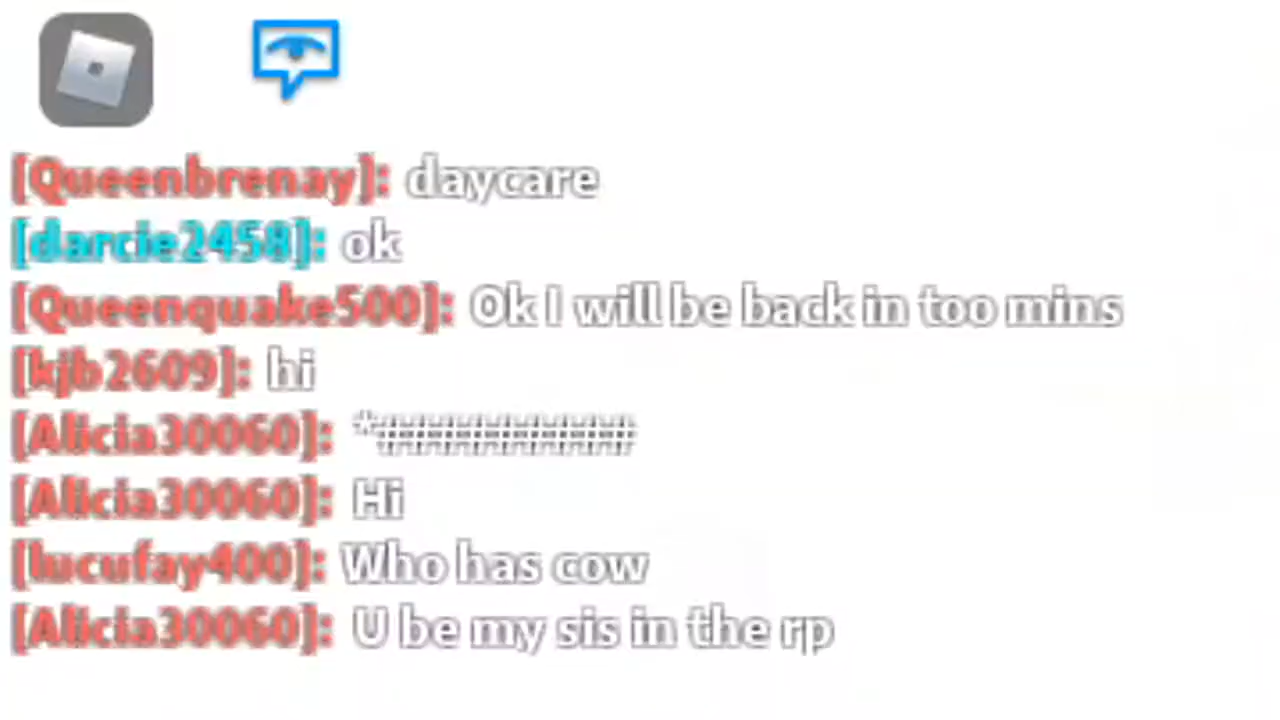 [Queenbrenay]: daycare
[darcie2458]: ok
[Queenquake500]: Ok I will be back in too mins
[kjb2609]: hi
[Alicia30060]: *#########
[Alicia30060]: Hi
[lucufay400]: Who has cow
[Alicia30060]: U be my sis in the rp